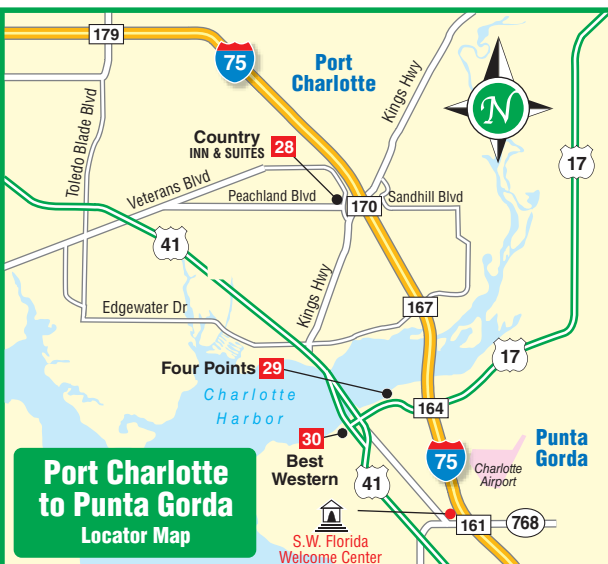 179
75
Port
Charlotte
Kings Hwy
N
17
Toledo Blade Blvd
Country
INN & SUITES
28
Veterans Blvd
Peachland Blvd
170
Sandhill Blvd
41
Kings Hwy
Edgewater Dr
167
17
Four Points 29
Charlotte
Harbor
164
30
Best
Western
75
Charlotte
Airport
Punta
Gorda
41
Port Charlotte
to Punta Gorda
Locator Map
S.W. Florida
Welcome Center
161
768